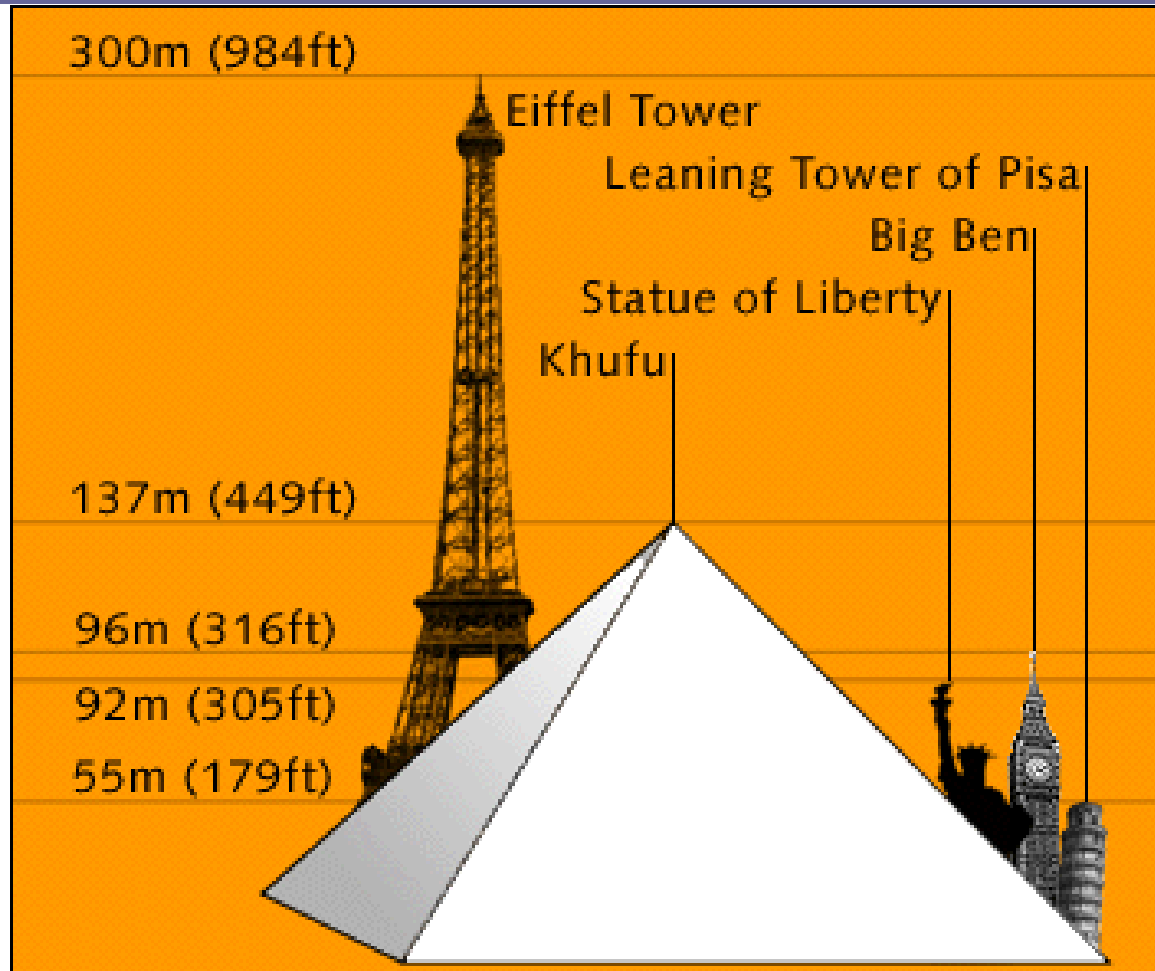 300m (984ft)
Eiffel Tower
Leaning Tower of Pisa
Big Ben
Statue of Liberty
Khufu
137m (449ft)
96m (316ft)
92m (305ft)
55m (179ft)